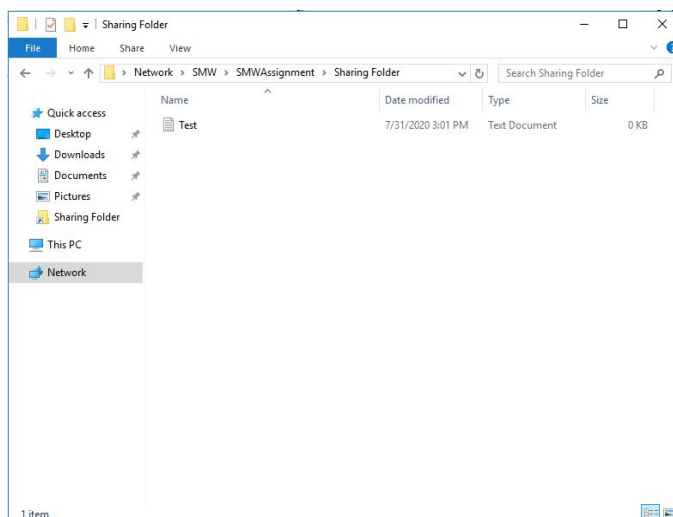 Sharing Folder
File Home Share View
Network > SMW > SMWAssignment > Sharing Folder
Search Sharing Folder
Name Date modified Type Size
Quick access
Test 7/31/2020 3:01 PM Text Document 0 KB
Desktop
Downloads
Documents
Pictures
Sharing Folder
This PC
Network
1 item